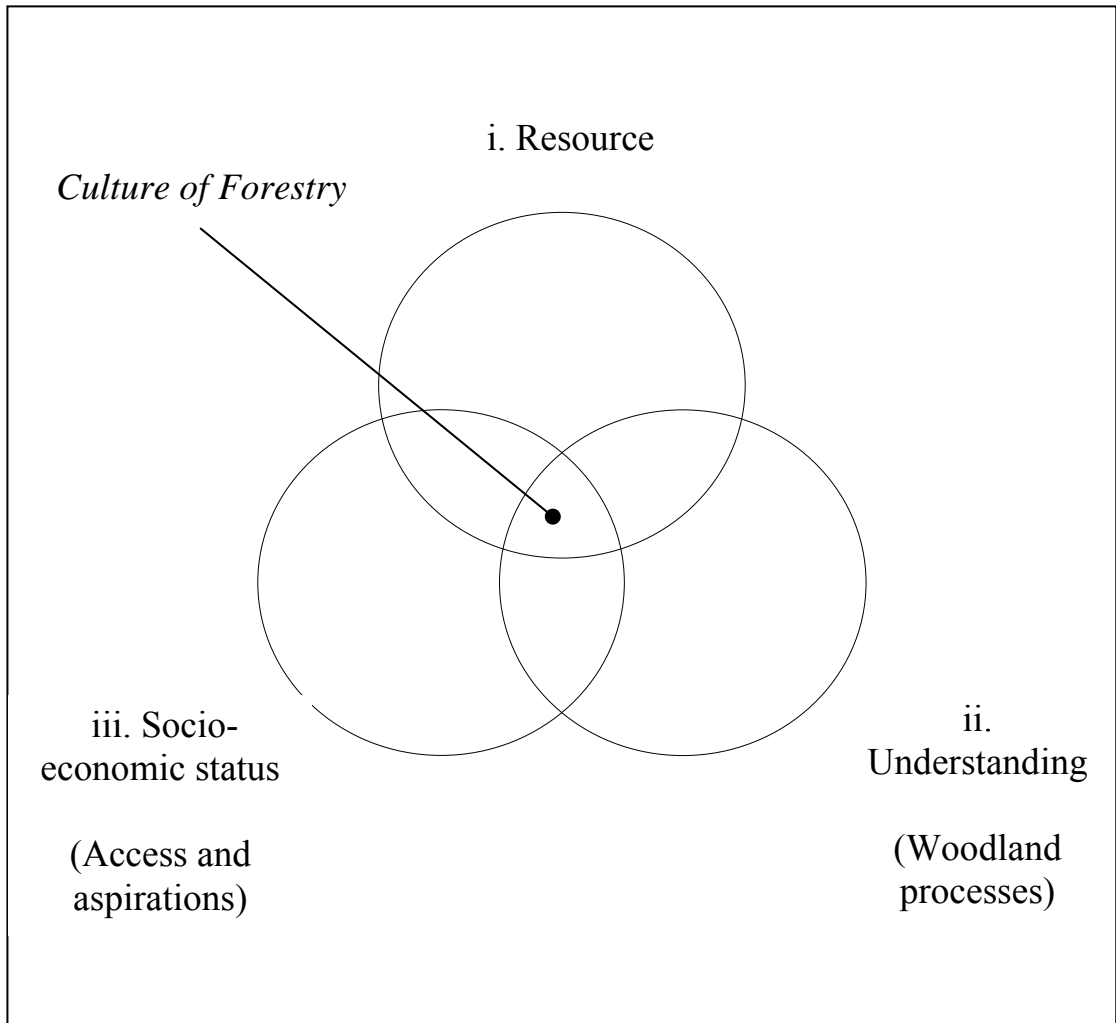 i. Resource
Culture of Forestry
iii. Socio-
economic status
(Access and
aspirations)
ii.
Understanding
(Woodland
processes)